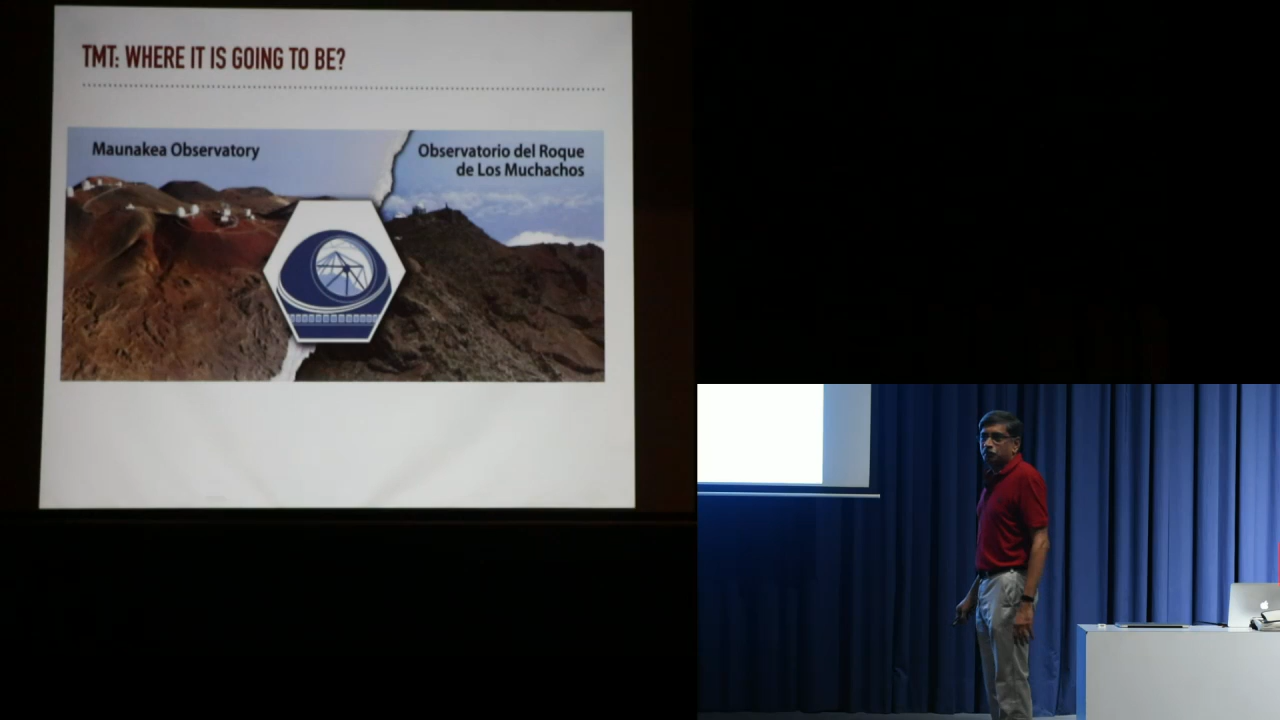 TMT: WHERE IT IS GOING TO BE?
Maunakea Observatory
Observatorio del Roque
de Los Muchachos